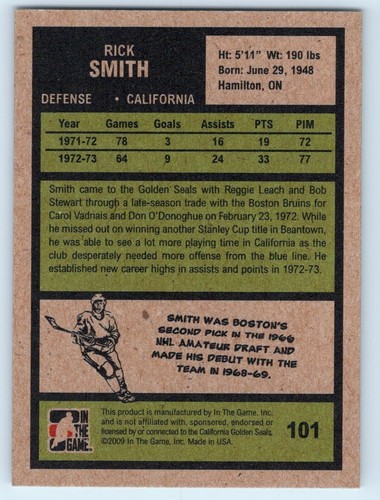 RICK
SMITH
DEFENSE • CALIFORNIA
Ht: 5'11" Wt: 190 lbs
Born: June 29, 1948
Hamilton, ON
Year Games Goals Assists PTS PIM
1971-72 78 3 16 19 72
1972-73 64 9 24 33 77
Smith came to the Golden Seals with Reggie Leach and Bob
Stewart through a late-season trade with the Boston Bruins for
Carol Vadnais and Don O'Donoghue on February 23, 1972. While
he missed out on winning another Stanley Cup title in Beantown,
he was able to see a lot more playing time in California as the
club desperately needed more offense from the blue line. He
established new career highs in assists and points in 1972-73.
SMITH WAS BOSTON'S
SECOND PICK IN THE 1966
NHL AMATEUR DRAFT AND
MADE HIS DEBUT WITH THE
TEAM IN 1968-69.
IN
THE
GAME
This product is manufactured by In The Game, Inc.
and is not affiliated with, sponsored, authorized or
endorsed by or connected to the California Golden Seals.
©2009 In The Game, Inc. Made in USA.
101